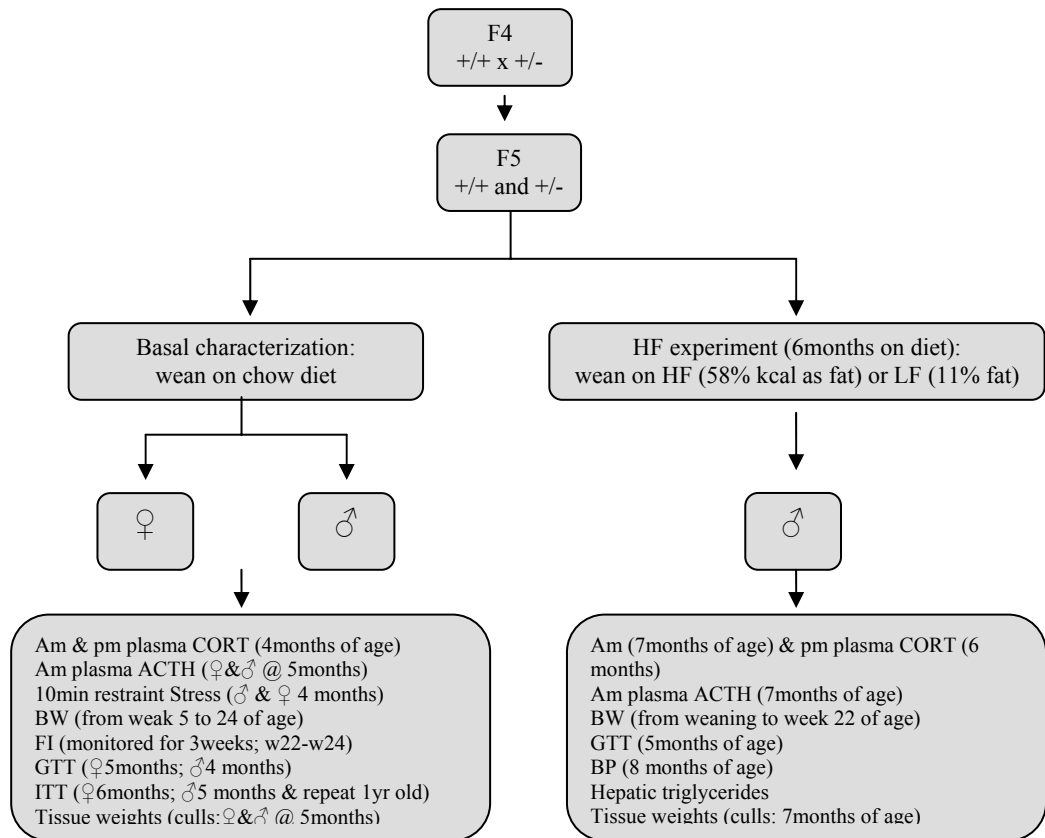 F4
+/+ x +/-
F5
+/+ and +/-
Basal characterization:
wean on chow diet
HF experiment (6months on diet):
wean on HF (58% kcal as fat) or LF (11% fat)
♀
♂
♂
Am & pm plasma CORT (4months of age)
Am plasma ACTH (♀&♂ @ 5months)
10min restraint Stress (♂ & ♀ 4 months)
BW (from weak 5 to 24 of age)
FI (monitored for 3weeks; w22-w24)
GTT (♀5months; ♂4 months)
ITT (♀6months; ♂5 months & repeat 1yr old)
Tissue weights (culls:♀&♂ @ 5months)
Am (7months of age) & pm plasma CORT (6
months)
Am plasma ACTH (7months of age)
BW (from weaning to week 22 of age)
GTT (5months of age)
BP (8 months of age)
Hepatic triglycerides
Tissue weights (culls: 7months of age)